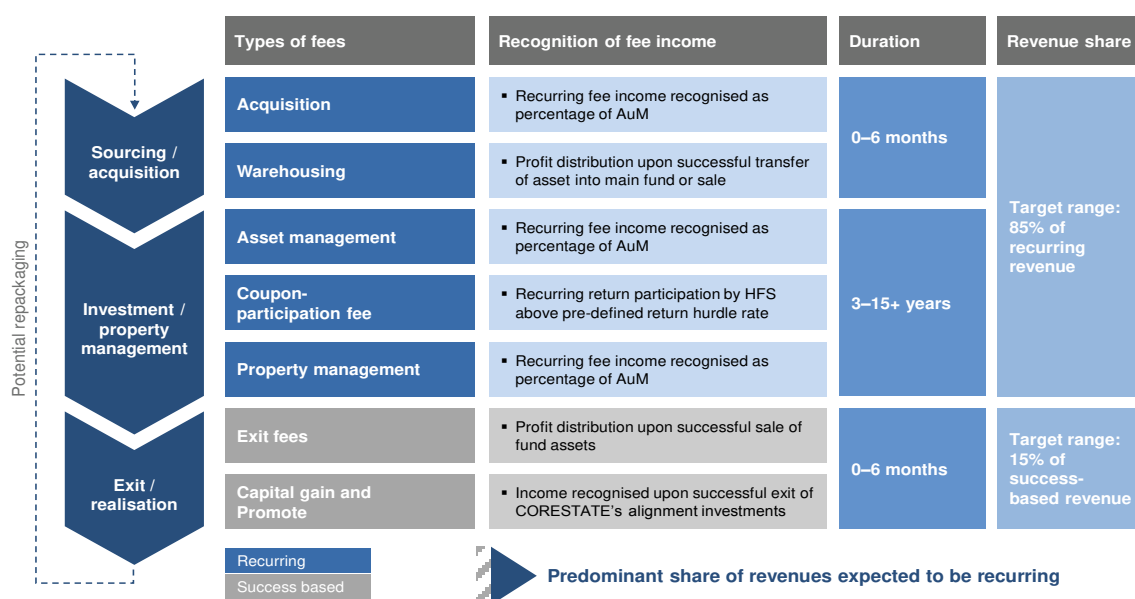 Types of fees
Recognition of fee income
Duration
Revenue share
Potential repackaging
Sourcing /
acquisition
Acquisition
▪ Recurring fee income recognised as
percentage of AuM
Warehousing
▪ Profit distribution upon successful transfer
of asset into main fund or sale
0–6 months
Investment /
property
management
Asset management
▪ Recurring fee income recognised as
percentage of AuM
Coupon-
participation fee
▪ Recurring return participation by HFS
above pre-defined return hurdle rate
Property management
▪ Recurring fee income recognised as
percentage of AuM
3–15+ years
Target range:
85% of
recurring
revenue
Exit /
realisation
Exit fees
▪ Profit distribution upon successful sale of
fund assets
Capital gain and
Promote
▪ Income recognised upon successful exit of
CORESTATE's alignment investments
0–6 months
Target range:
15% of
success-
based revenue
Recurring
Success based
Predominant share of revenues expected to be recurring